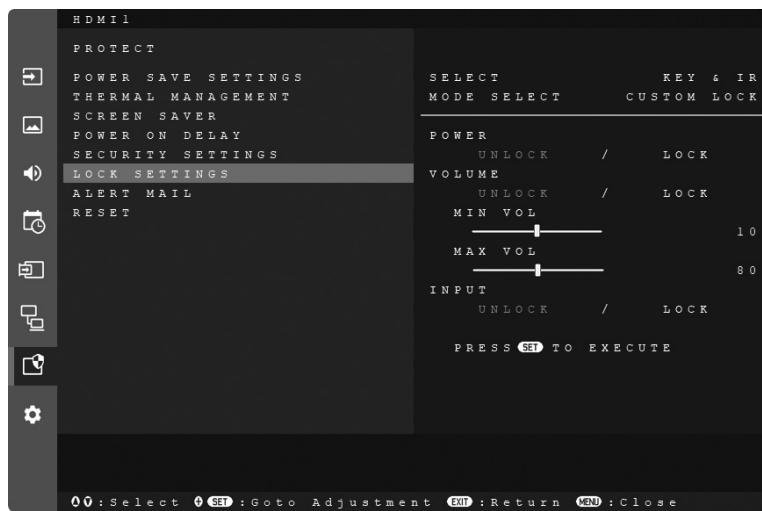 HDMI1
PROTECT
POWER SAVE SETTINGS
THERMAL MANAGEMENT
SCREEN SAVER
POWER ON DELAY
SECURITY SETTINGS
LOCK SETTINGS
ALERT MAIL
RESET
SELECT KEY & IR
MODE SELECT CUSTOM LOCK
POWER
UNLOCK / LOCK
VOLUME
UNLOCK / LOCK
MIN VOL
10
MAX VOL
80
INPUT
UNLOCK / LOCK
PRESS SET TO EXECUTE
:Select SET :Goto Adjustment EXIT :Return MENU :Close